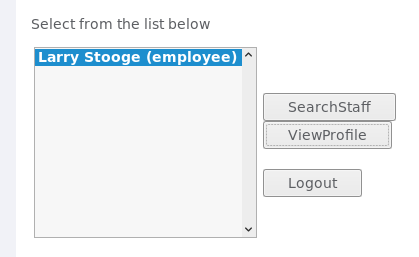 Select from the list below
Larry Stooge (employee)
SearchStaff
ViewProfile
Logout